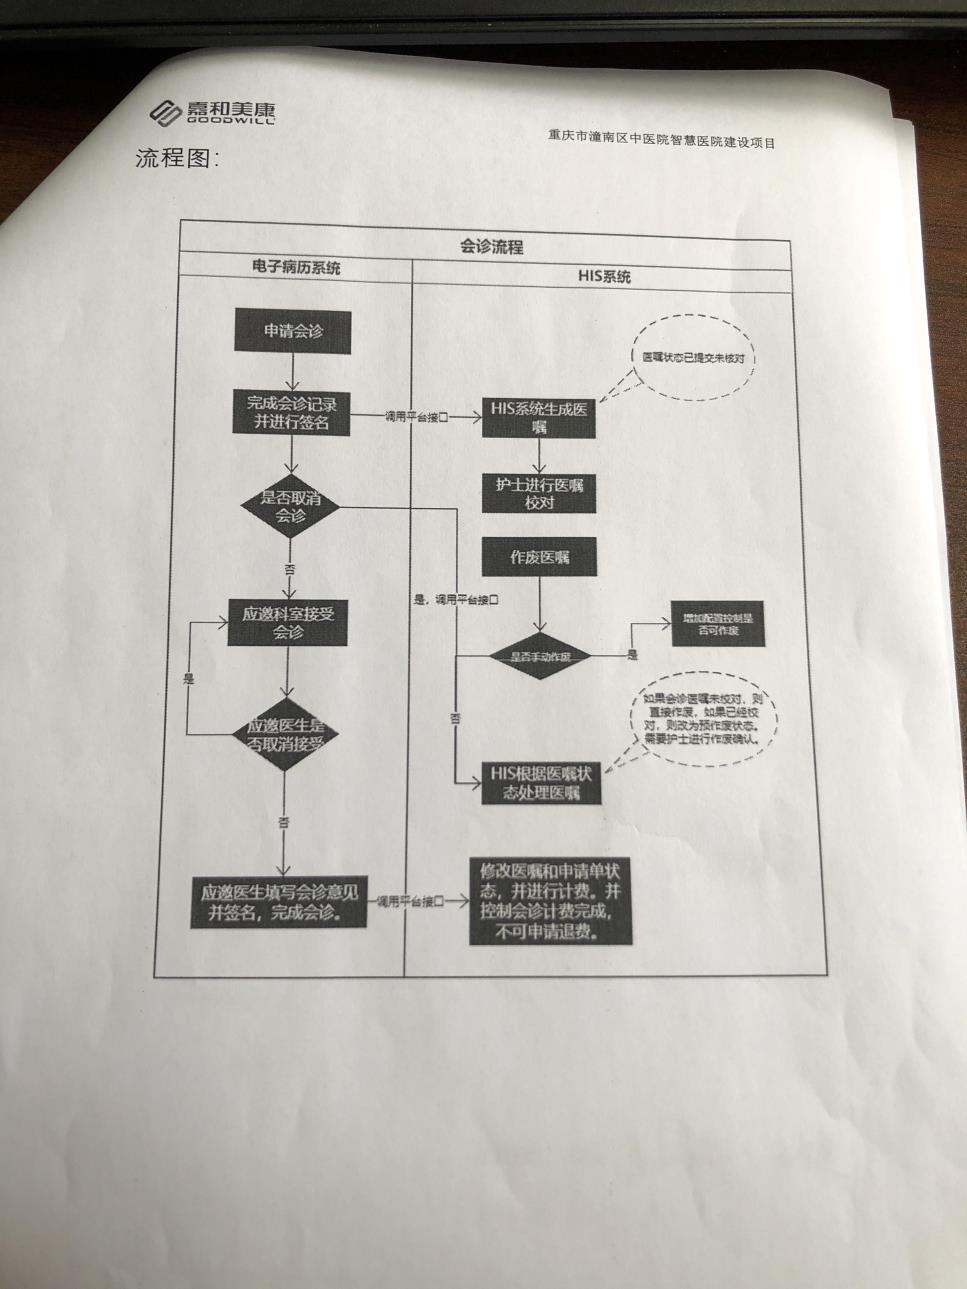 嘉和美康
GOODWILL
重庆市潼南区中医院智慧医院建设项目
流程图：
会诊流程
电子病历系统
HIS系统
申请会诊
医嘱状态已提交未核对
完成会诊记录
并进行签名
调用平台接口
HIS系统生成医
嘱
护士进行医嘱
校对
是否取消
会诊
作废医嘱
否
是，调用平台接口
应邀科室接受
会诊
增加配置控制是
否可作废
是否手动作废
是
是
如果会诊医嘱未校对，则
直接作废，如果已经校
对，则改为预作废状态。
需要护士进行作废确认。
否
应邀医生是
否取消接受
HIS根据医嘱状
态处理医嘱
否
应邀医生填写会诊意见
并签名，完成会诊。
调用平台接口
修改医嘱和申请单状
态，并进行计费。并
控制会诊计费完成，
不可申请退费。